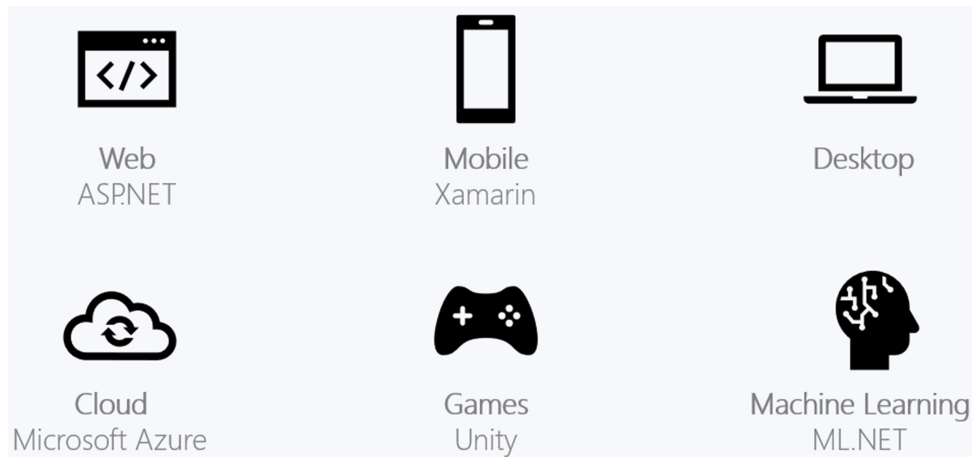 Web
ASP.NET
Mobile
Xamarin
Desktop
Cloud
Microsoft Azure
Games
Unity
Machine Learning
ML.NET